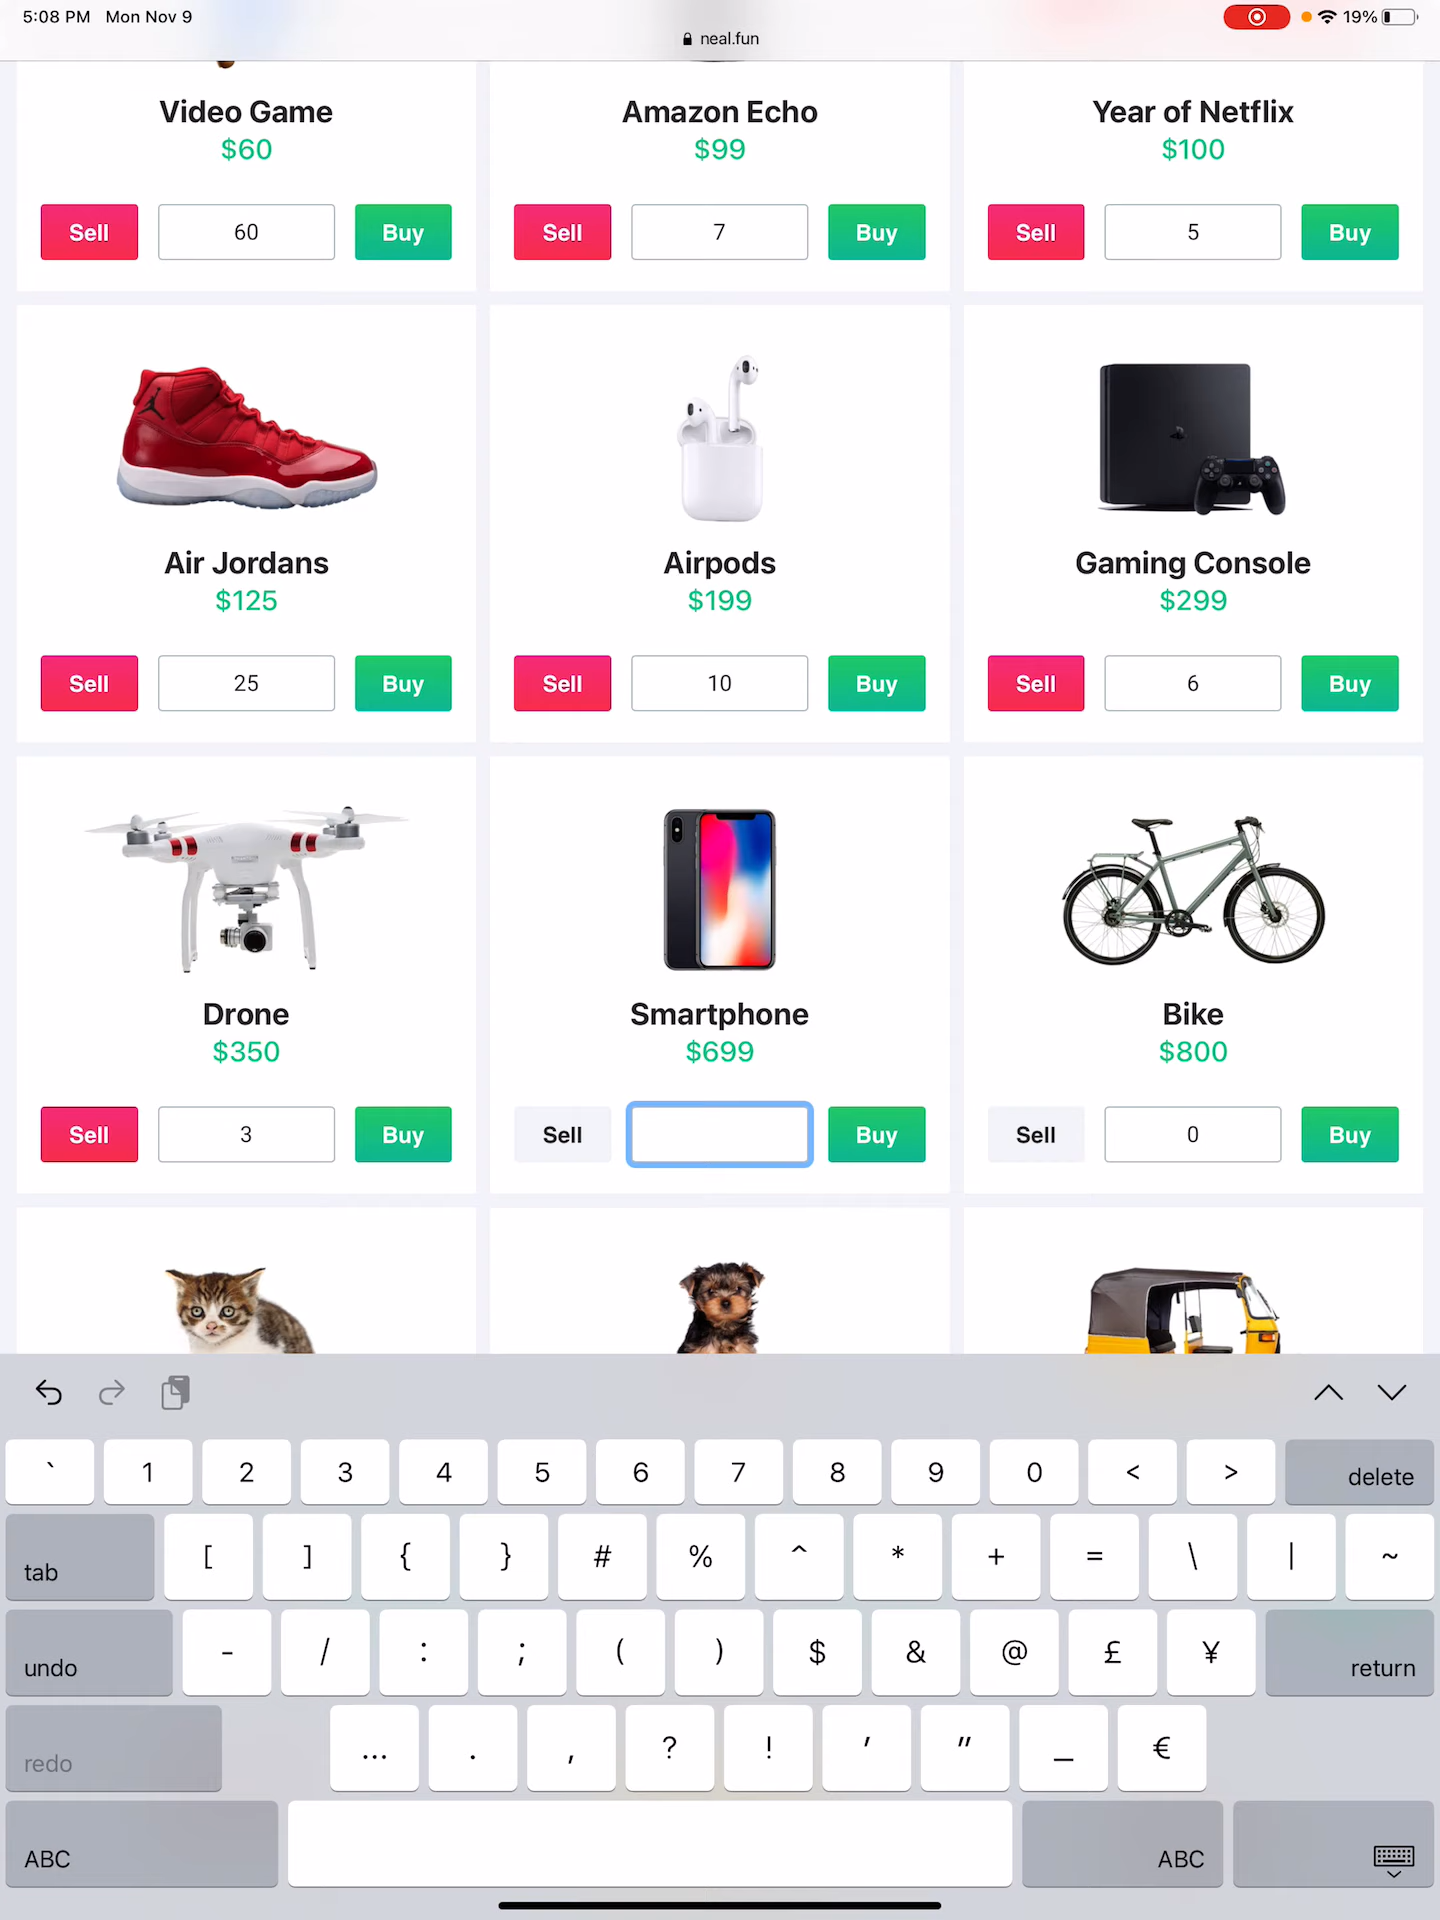 5:08 PM Mon Nov 9
19%
neal.fun
Video Game Amazon Echo Year of Netflix
$60 $99 $100
Sell 60 Buy Sell 7 Buy Sell 5 Buy
Air Jordans Airpods Gaming Console
$125 $199 $299
Sell 25 Buy Sell 10 Buy Sell 6 Buy
Drone Smartphone Bike
$350 $699 $800
Sell 3 Buy Sell Buy Sell 0 Buy
` 1 2 3 4 5 6 7 8 9 0 < > delete
tab [ ] { } # % ^ * + = \ | ~
undo - / : ; ( ) $ & @ £ ¥ return
redo … . , ? ! ' " _ €
ABC ABC